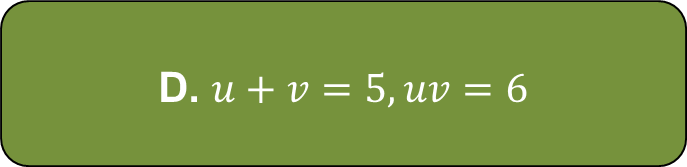 D. u + v = 5, uv = 6